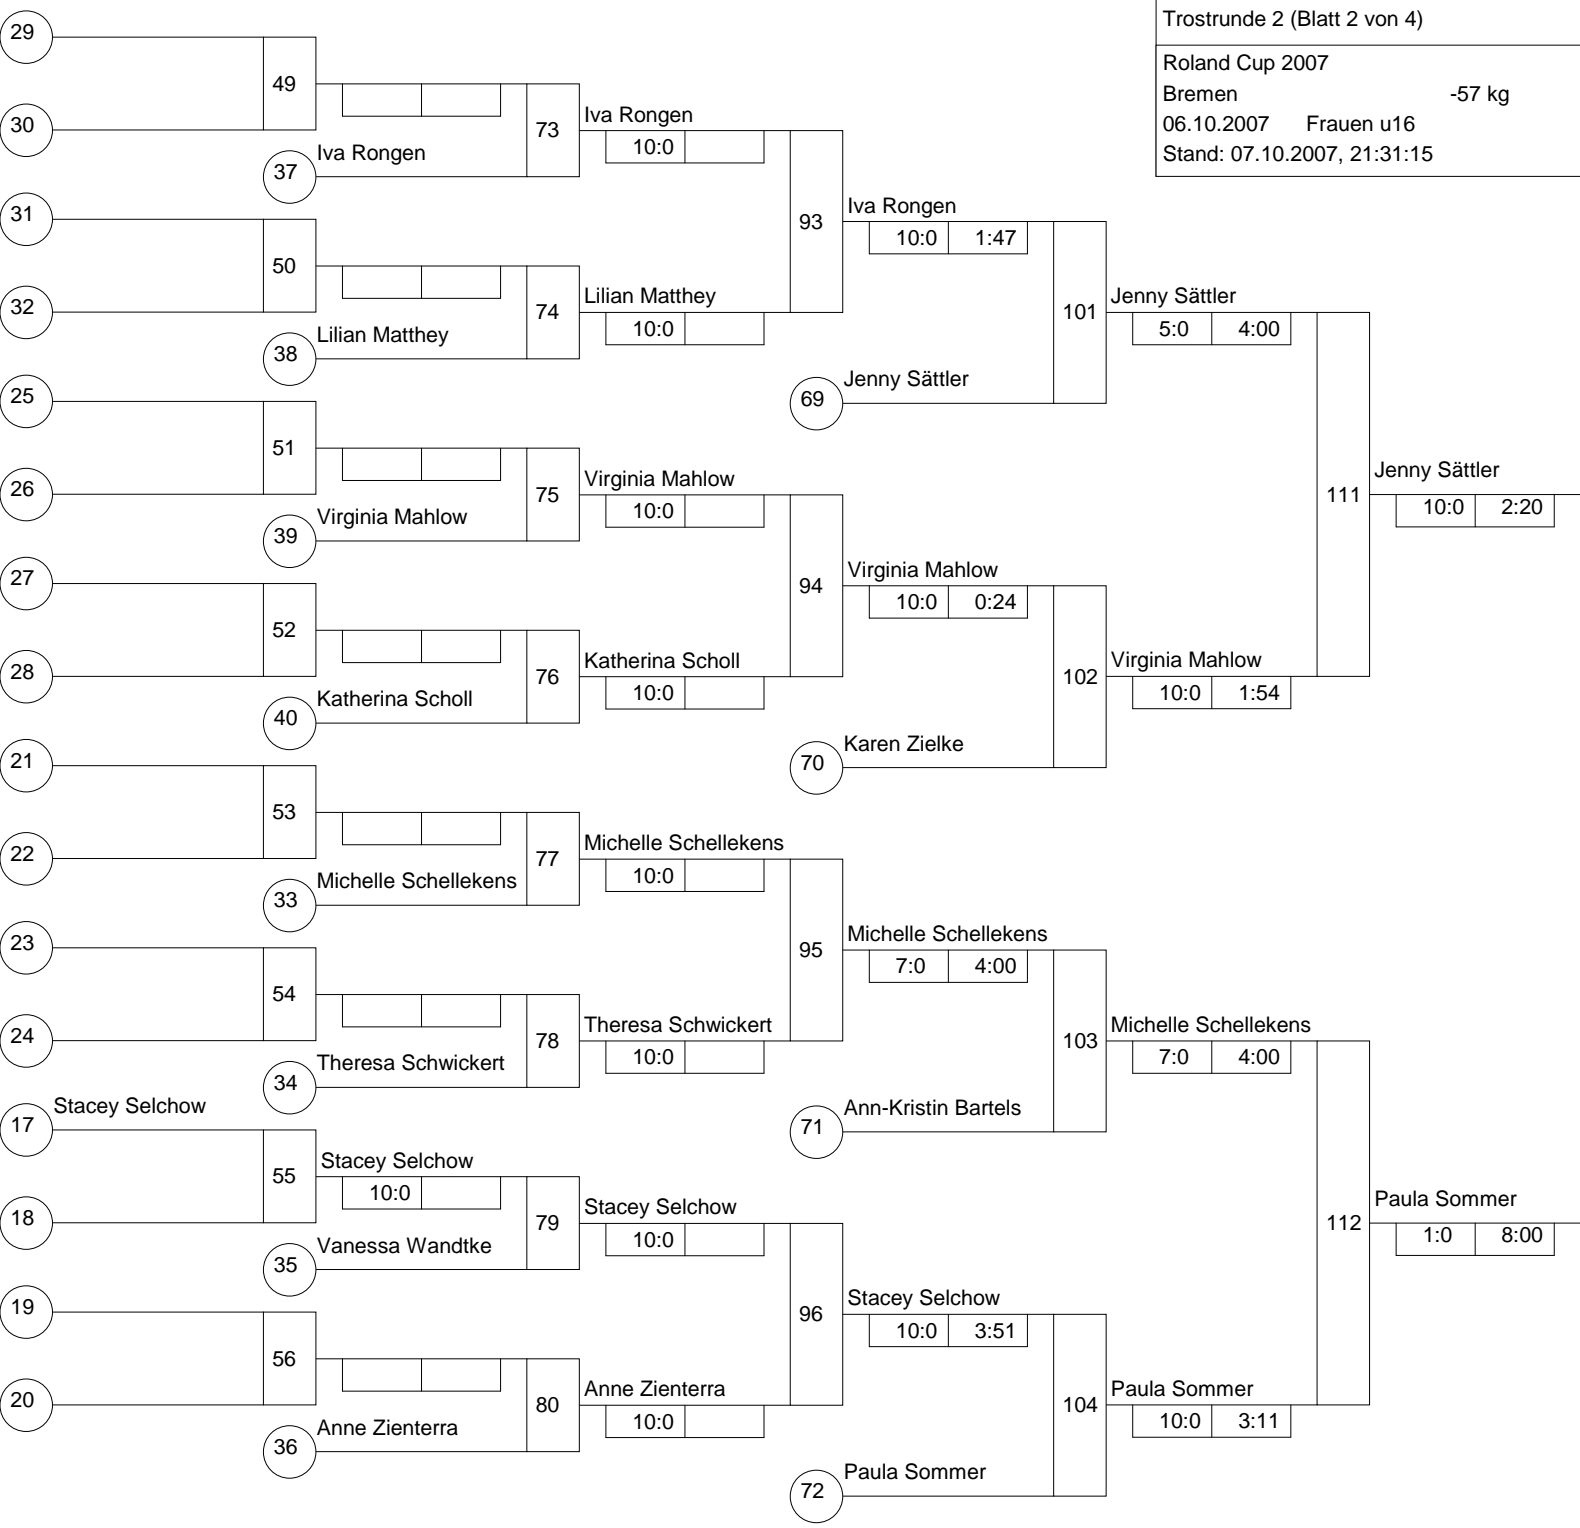 Trostrunde 2 (Blatt 2 von 4)
Roland Cup 2007
Bremen -57 kg
06.10.2007 Frauen u16
Stand: 07.10.2007, 21:31:15
29
49
30
73
Iva Rongen
10:0
37
Iva Rongen
31
93
Iva Rongen
10:0 1:47
50
32
74
Lilian Matthey
10:0
38
Lilian Matthey
101
Jenny Sättler
5:0 4:00
69
Jenny Sättler
25
51
26
75
Virginia Mahlow
10:0
39
Virginia Mahlow
111
Jenny Sättler
10:0 2:20
27
94
Virginia Mahlow
10:0 0:24
52
28
76
Katherina Scholl
10:0
40
Katherina Scholl
102
Virginia Mahlow
10:0 1:54
70
Karen Zielke
21
53
22
77
Michelle Schellekens
10:0
33
Michelle Schellekens
23
95
Michelle Schellekens
7:0 4:00
54
24
78
Theresa Schwickert
10:0
34
Theresa Schwickert
103
Michelle Schellekens
7:0 4:00
71
Ann-Kristin Bartels
17
Stacey Selchow
55
Stacey Selchow
10:0
18
79
Stacey Selchow
10:0
35
Vanessa Wandtke
112
Paula Sommer
1:0 8:00
19
96
Stacey Selchow
10:0 3:51
56
20
80
Anne Zienterra
10:0
36
Anne Zienterra
104
Paula Sommer
10:0 3:11
72
Paula Sommer